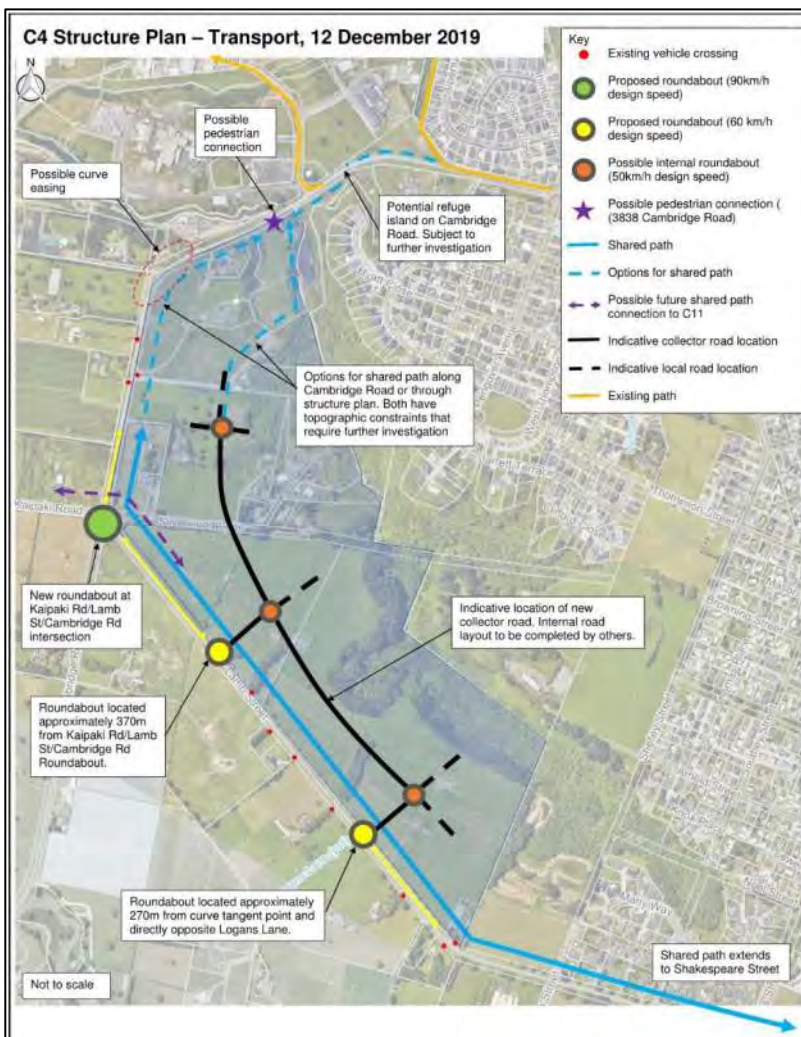 C4 Structure Plan – Transport, 12 December 2019
N
Key
Existing vehicle crossing
Proposed roundabout (90km/h
design speed)
Proposed roundabout (60 km/h
design speed)
Possible internal roundabout
(50km/h design speed)
Possible pedestrian connection (
(3838 Cambridge Road)
Shared path
Options for shared path
Possible future shared path
connection to C11
Indicative collector road location
Indicative local road location
Existing path
Possible
pedestrian
connection
Possible curve
easing
Potential refuge
island on Cambridge
Road. Subject to
further investigation
Options for shared path along
Cambridge Road or through
structure plan. Both have
topographic constraints that
require further investigation
Kaipaki Road
Thompson Street
New roundabout at
Kaipaki Rd/Lamb
St/Cambridge Rd
intersection
Indicative location of new
collector road. Internal road
layout to be completed by others.
Street
Roundabout located
approximately 370m
from Kaipaki Rd/Lamb
St/Cambridge Rd
Roundabout.
Roundabout located approximately
270m from curve tangent point and
directly opposite Logans Lane.
Way
Shared path extends
to Shakespeare Street
Not to scale